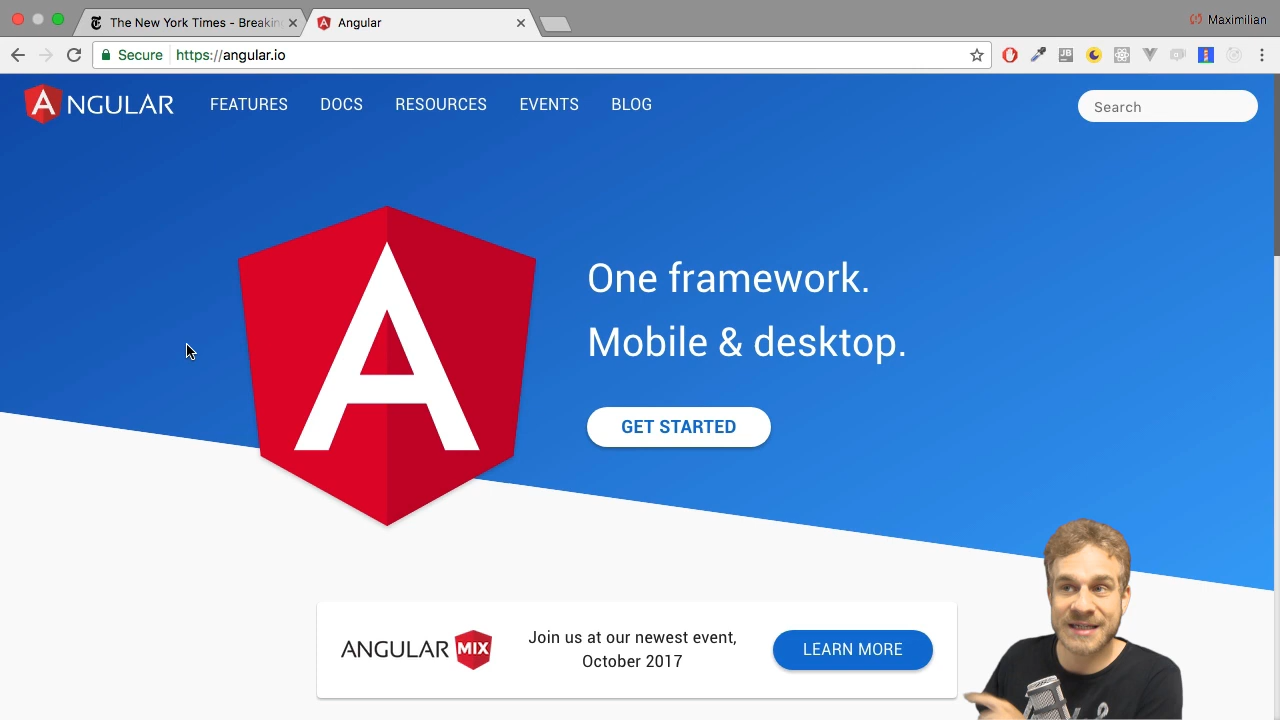 The New York Times - Breakin
Angular
Maximilian
Secure
https://angular.io
JB
ANGULAR
FEATURES
DOCS
RESOURCES
EVENTS
BLOG
Search
A
One framework.
Mobile & desktop.
GET STARTED
ANGULAR MIX
Join us at our newest event,
October 2017
LEARN MORE